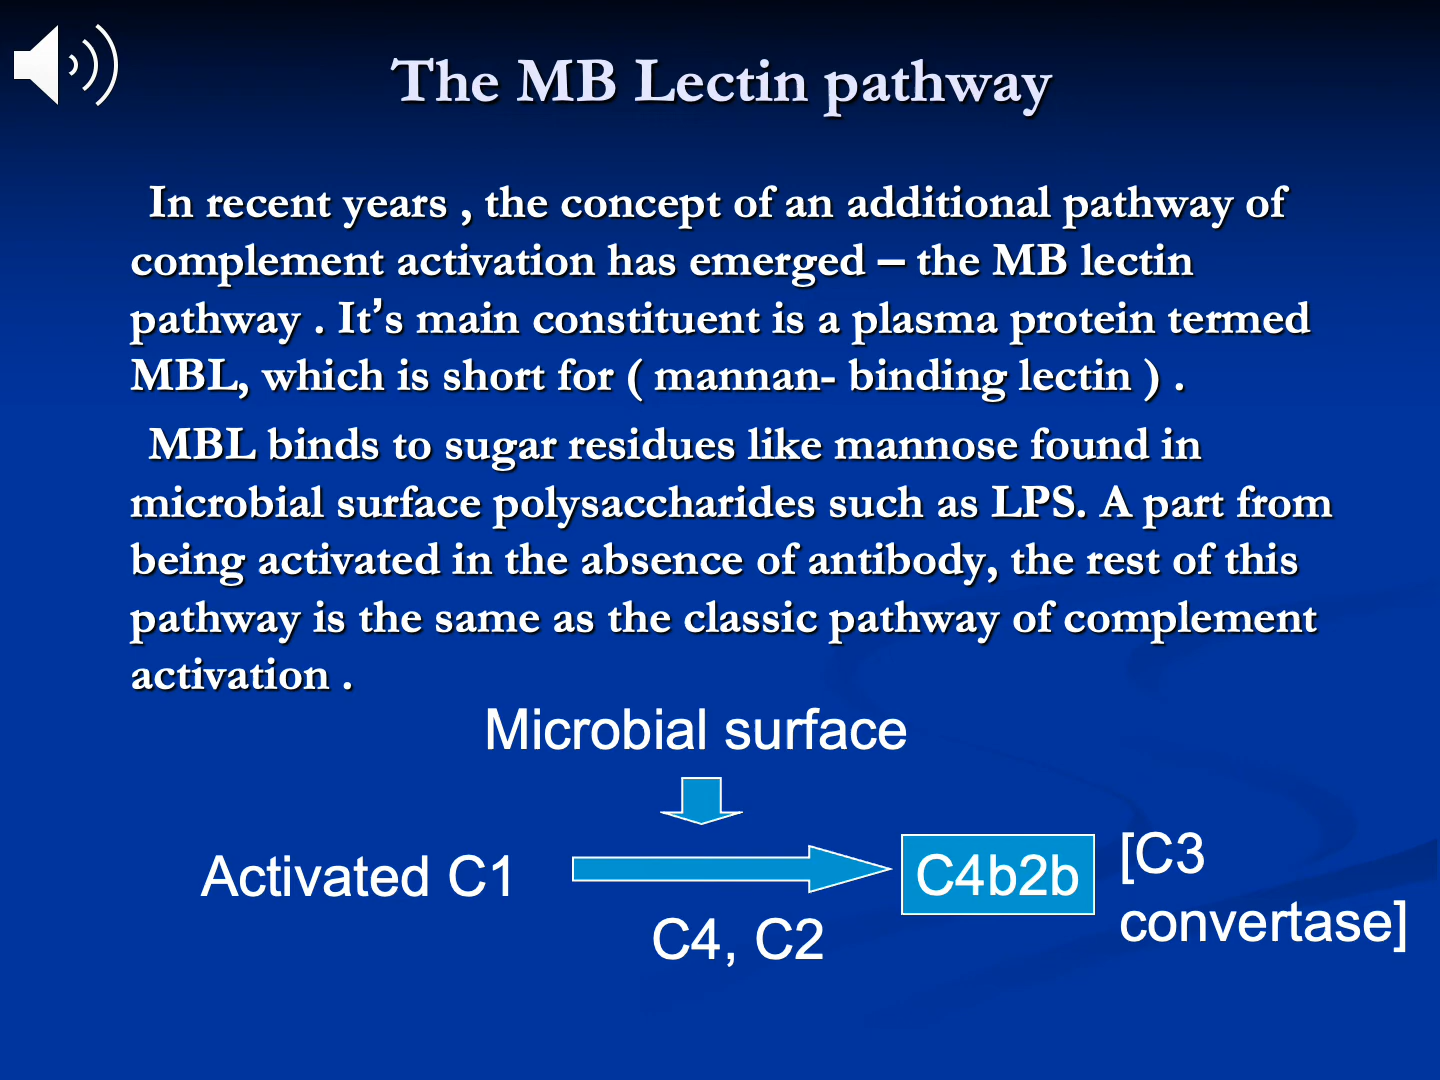 The MB Lectin pathway
In recent years , the concept of an additional pathway of
complement activation has emerged – the MB lectin
pathway . It’s main constituent is a plasma protein termed
MBL, which is short for ( mannan- binding lectin ) .
MBL binds to sugar residues like mannose found in
microbial surface polysaccharides such as LPS. A part from
being activated in the absence of antibody, the rest of this
pathway is the same as the classic pathway of complement
activation .
Microbial surface
Activated C1
C4b2b
[C3
convertase]
C4, C2